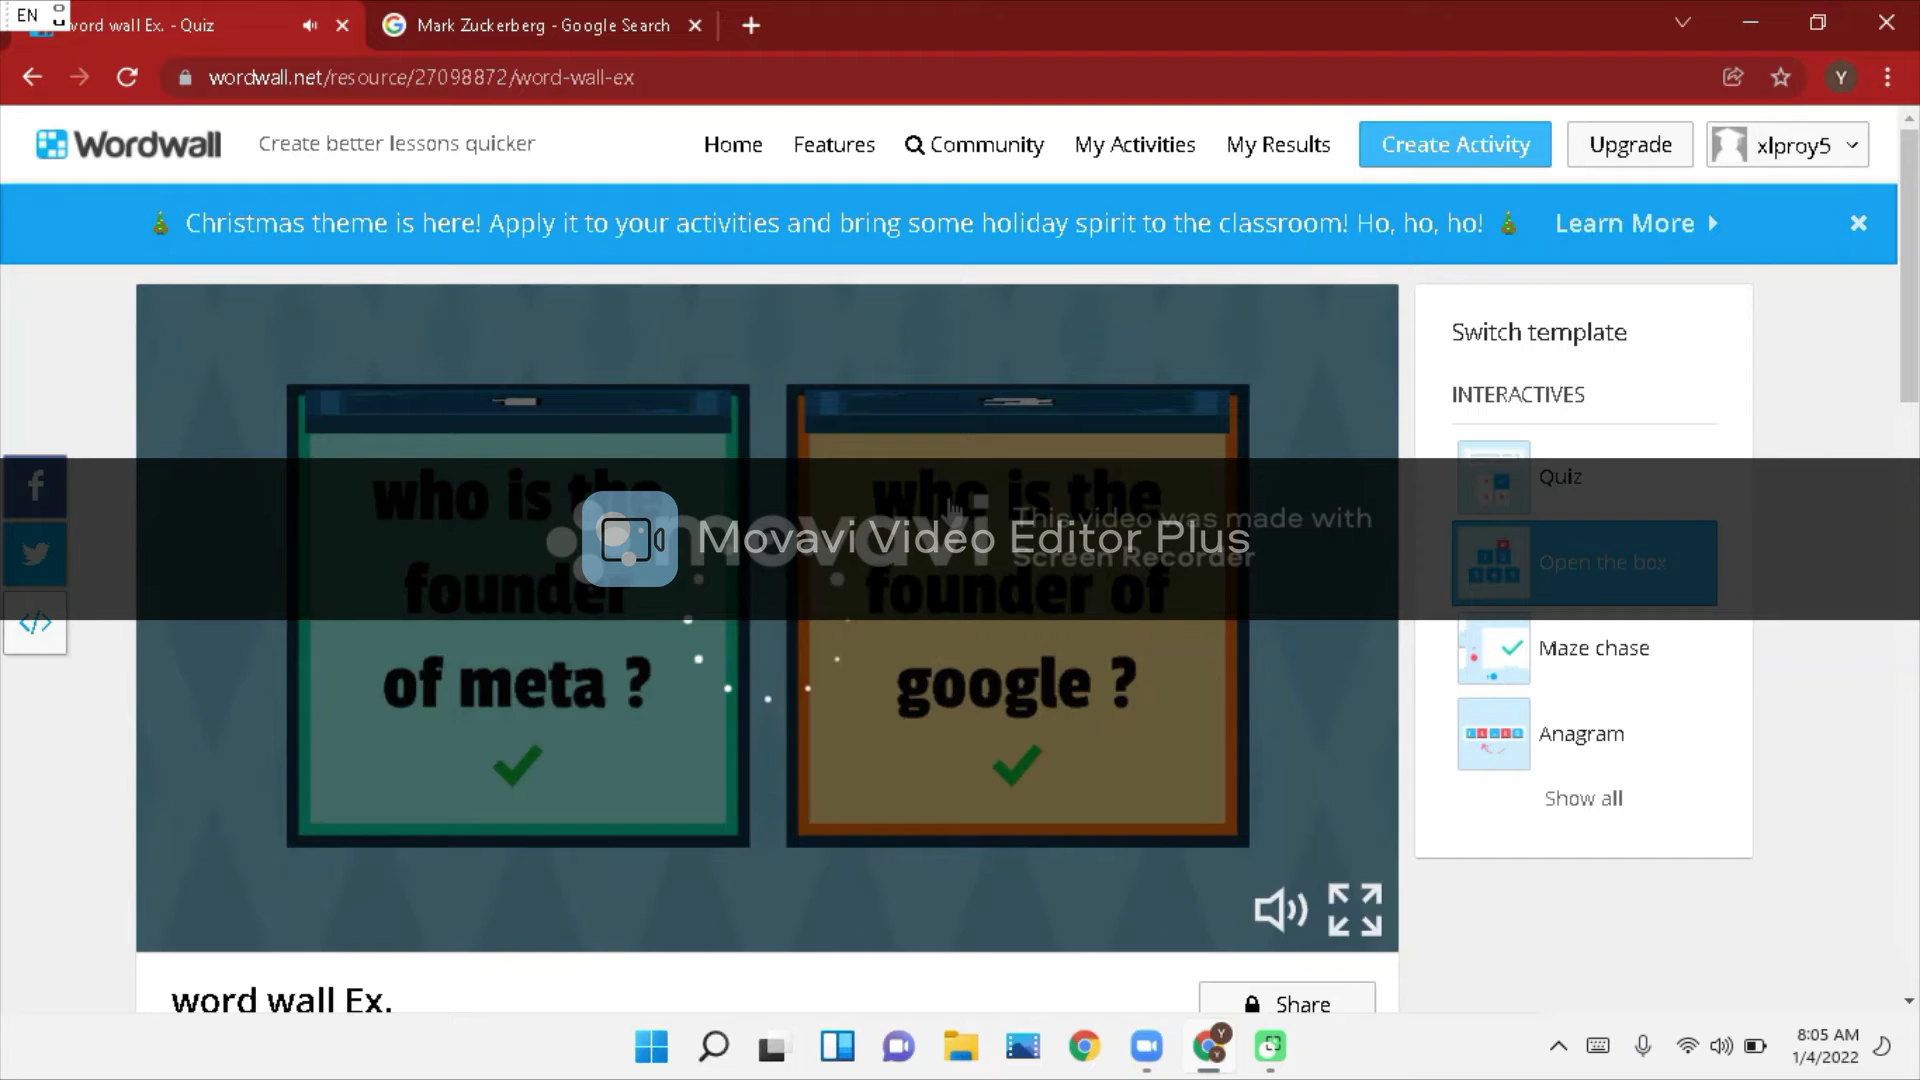 EN
word wall Ex. - Quiz
Mark Zuckerberg - Google Search
wordwall.net/resource/27098872/word-wall-ex
Y
Wordwall
Create better lessons quicker
Home
Features
Community
My Activities
My Results
Create Activity
Upgrade
xlproy5
Christmas theme is here! Apply it to your activities and bring some holiday spirit to the classroom! Ho, ho, ho!
Learn More
who is the
founder
of meta ?
who is the
founder of
google ?
movavi
This video was made with
Screen Recorder
Movavi Video Editor Plus
Switch template
INTERACTIVES
Quiz
Open the box
Maze chase
Anagram
Show all
word wall Ex.
Share
8:05 AM
1/4/2022